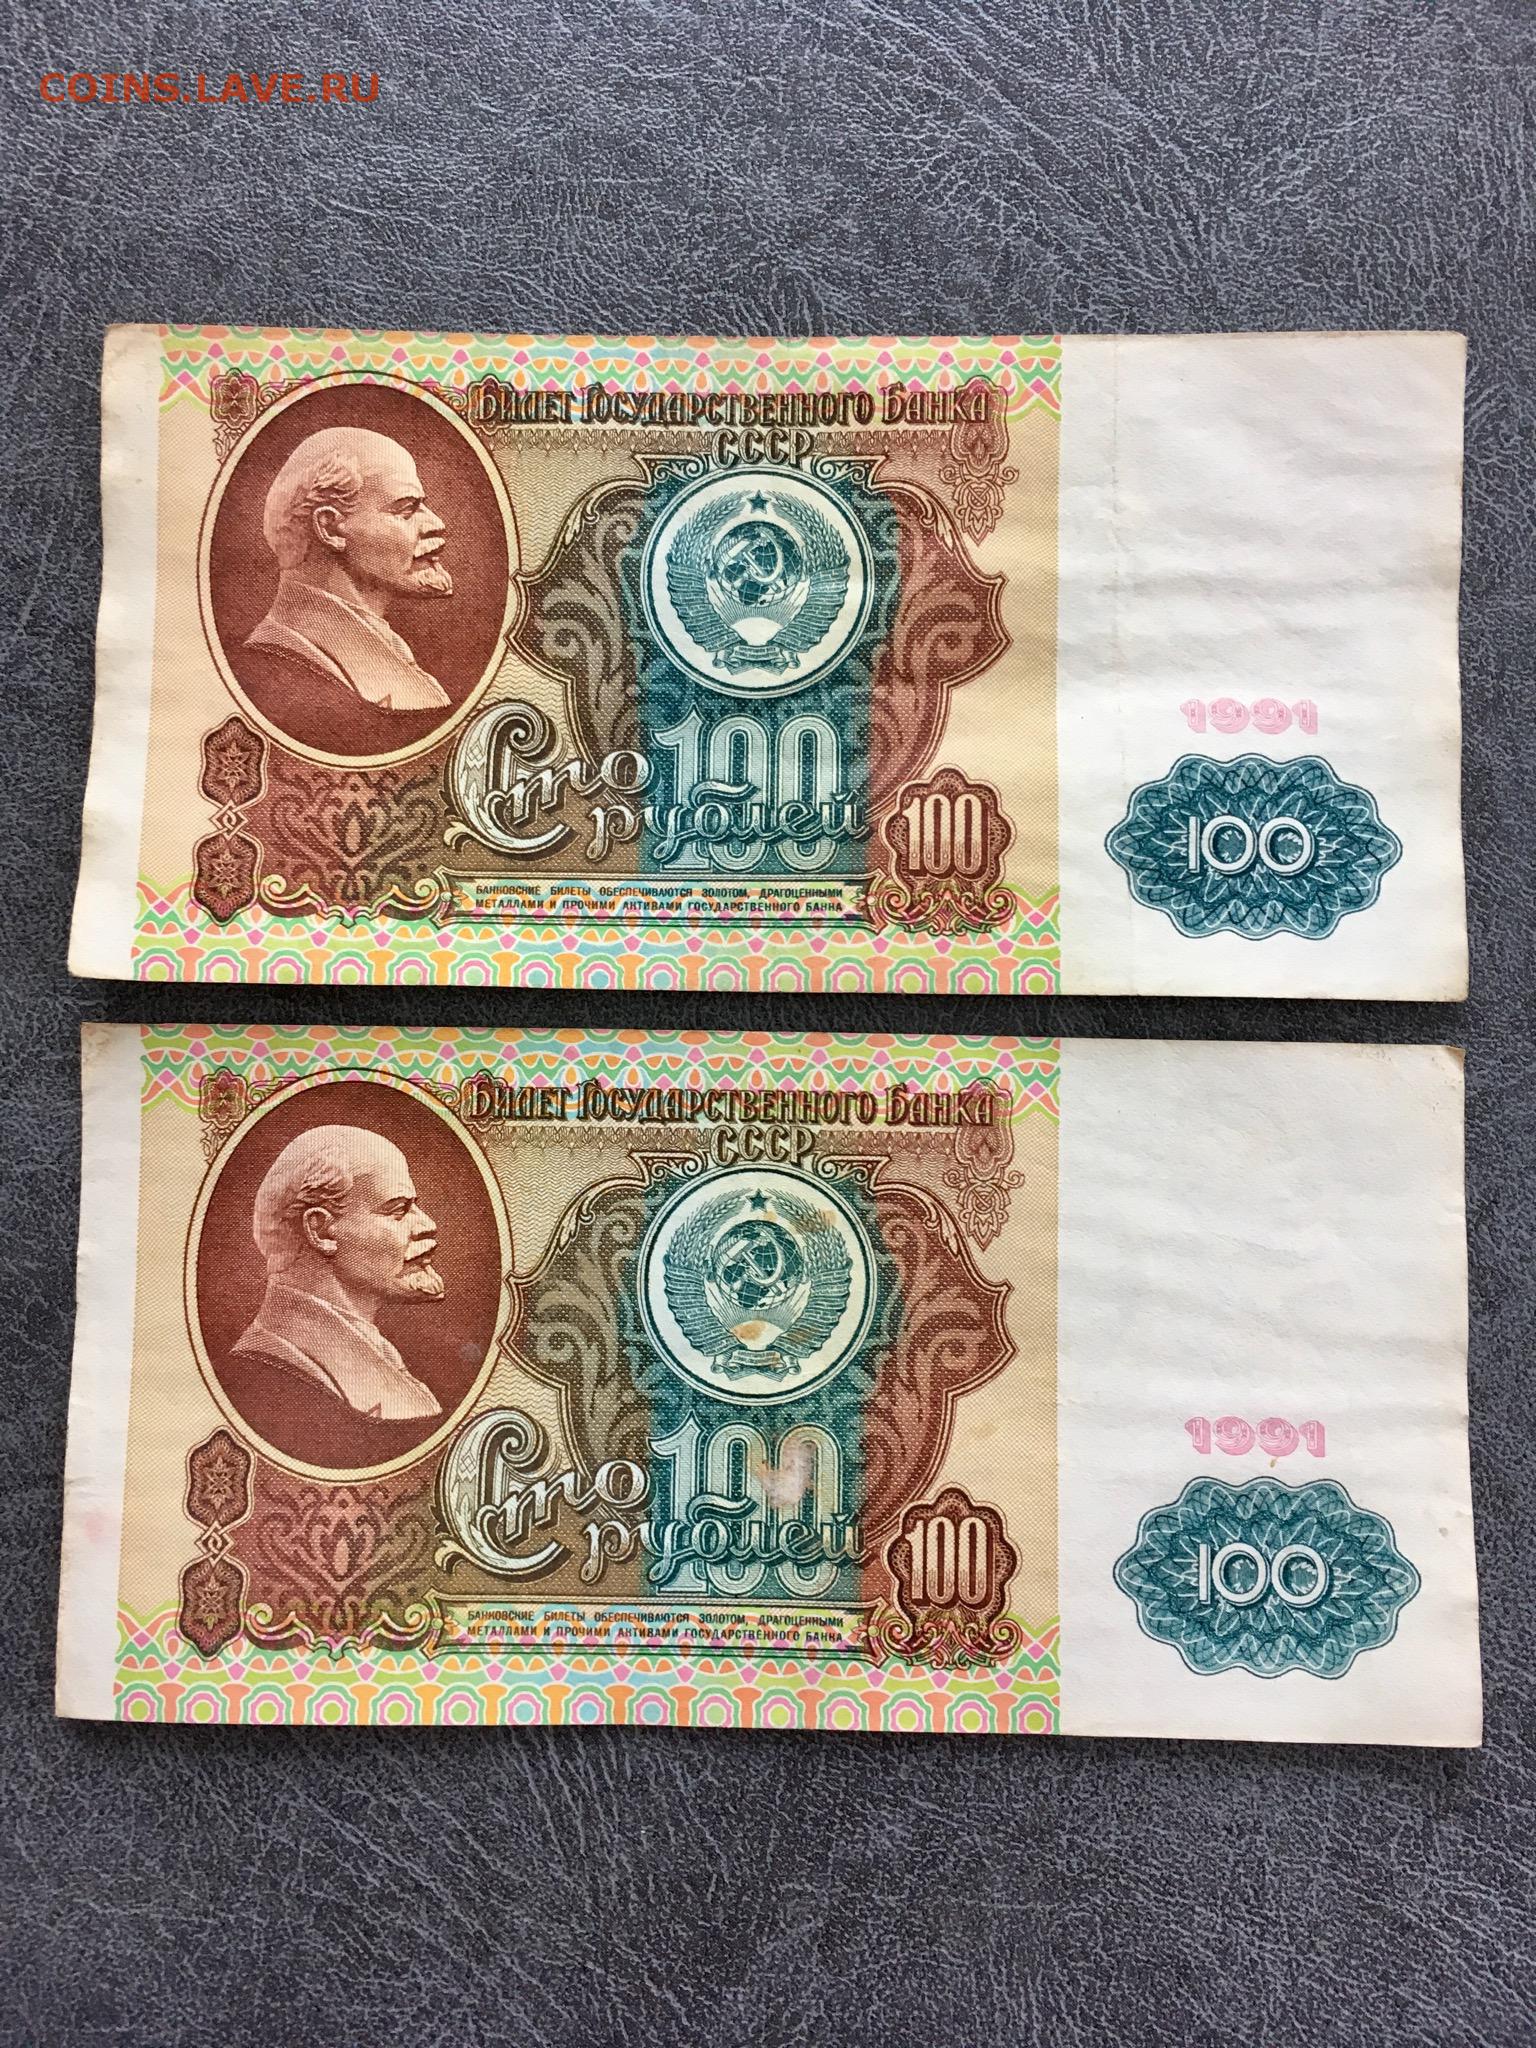 COINS.LAVE.RU
Билет Государственного Банка
СССР
1991
100
Сто
рублей
100
100
100
Банковские билеты обеспечиваются золотом, драгоценными
металлами и прочими активами Государственного банка
Билет Государственного Банка
СССР
1991
100
Сто
рублей
100
100
100
Банковские билеты обеспечиваются золотом, драгоценными
металлами и прочими активами Государственного банка